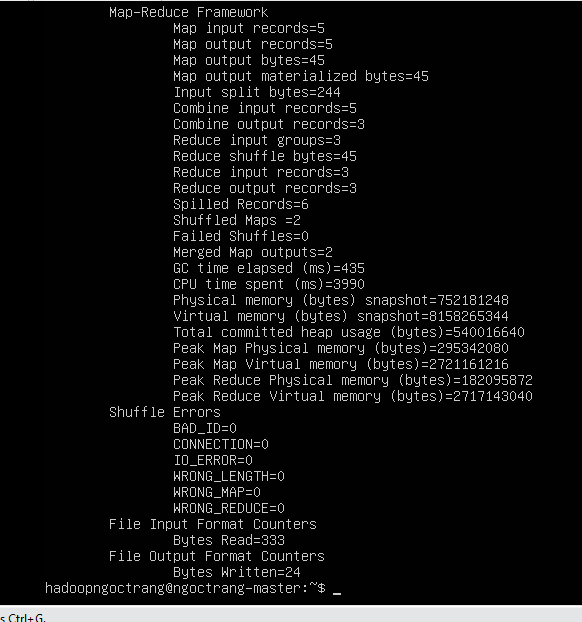 Map-Reduce Framework
Map input records=5
Map output records=5
Map output bytes=45
Map output materialized bytes=45
Input split bytes=244
Combine input records=5
Combine output records=3
Reduce input groups=3
Reduce shuffle bytes=45
Reduce input records=3
Reduce output records=3
Spilled Records=6
Shuffled Maps =2
Failed Shuffles=0
Merged Map outputs=2
GC time elapsed (ms)=435
CPU time spent (ms)=3990
Physical memory (bytes) snapshot=752181248
Virtual memory (bytes) snapshot=8158265344
Total committed heap usage (bytes)=540016640
Peak Map Physical memory (bytes)=295342080
Peak Map Virtual memory (bytes)=2721161216
Peak Reduce Physical memory (bytes)=182095872
Peak Reduce Virtual memory (bytes)=2717143040
Shuffle Errors
BAD_ID=0
CONNECTION=0
IO_ERROR=0
WRONG_LENGTH=0
WRONG_MAP=0
WRONG_REDUCE=0
File Input Format Counters
Bytes Read=333
File Output Format Counters
Bytes Written=24
hadoopngoctrang@ngoctrang-master:~$ _
s Ctrl+G.